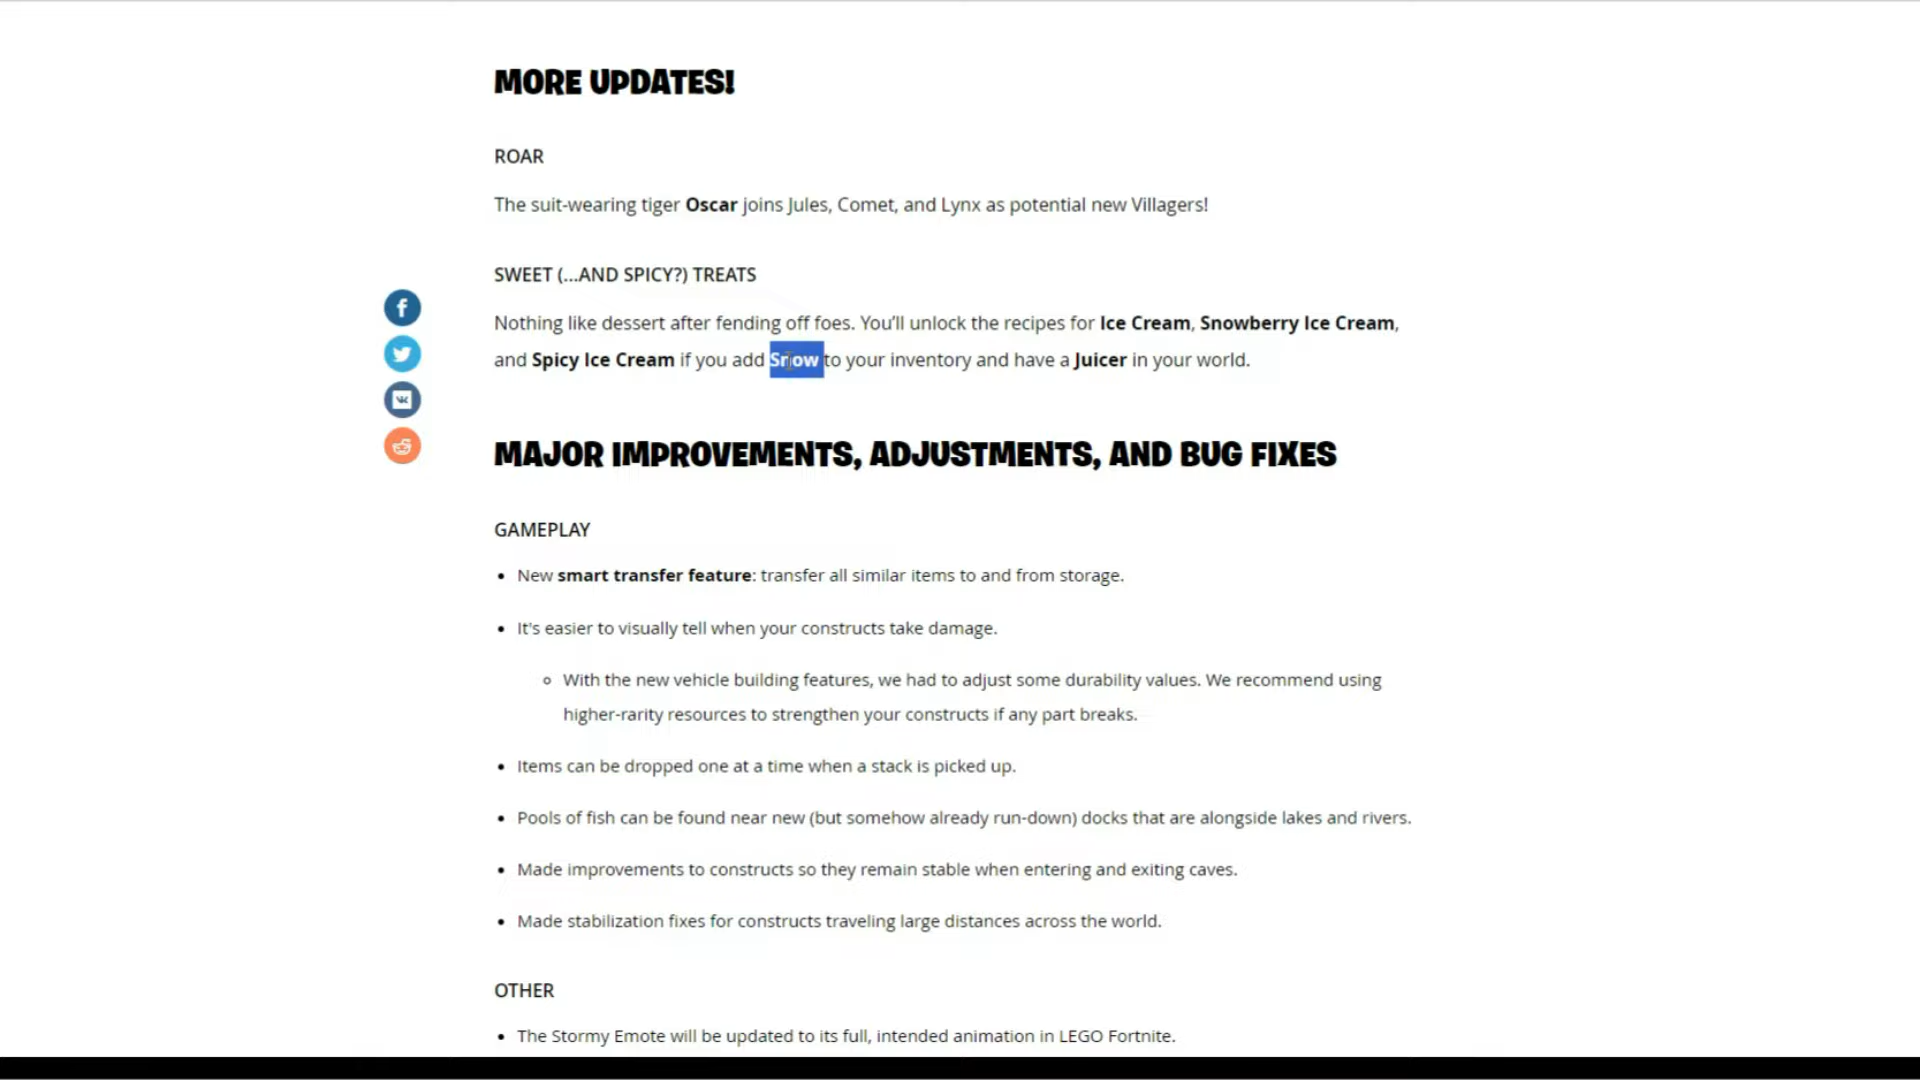 MORE UPDATES!
ROAR
The suit-wearing tiger Oscar joins Jules, Comet, and Lynx as potential new Villagers!
SWEET (...AND SPICY?) TREATS
Nothing like dessert after fending off foes. You’ll unlock the recipes for Ice Cream, Snowberry Ice Cream,
and Spicy Ice Cream if you add Snow to your inventory and have a Juicer in your world.
MAJOR IMPROVEMENTS, ADJUSTMENTS, AND BUG FIXES
GAMEPLAY
• New smart transfer feature: transfer all similar items to and from storage.
• It's easier to visually tell when your constructs take damage.
◦ With the new vehicle building features, we had to adjust some durability values. We recommend using
higher-rarity resources to strengthen your constructs if any part breaks.
• Items can be dropped one at a time when a stack is picked up.
• Pools of fish can be found near new (but somehow already run-down) docks that are alongside lakes and rivers.
• Made improvements to constructs so they remain stable when entering and exiting caves.
• Made stabilization fixes for constructs traveling large distances across the world.
OTHER
• The Stormy Emote will be updated to its full, intended animation in LEGO Fortnite.